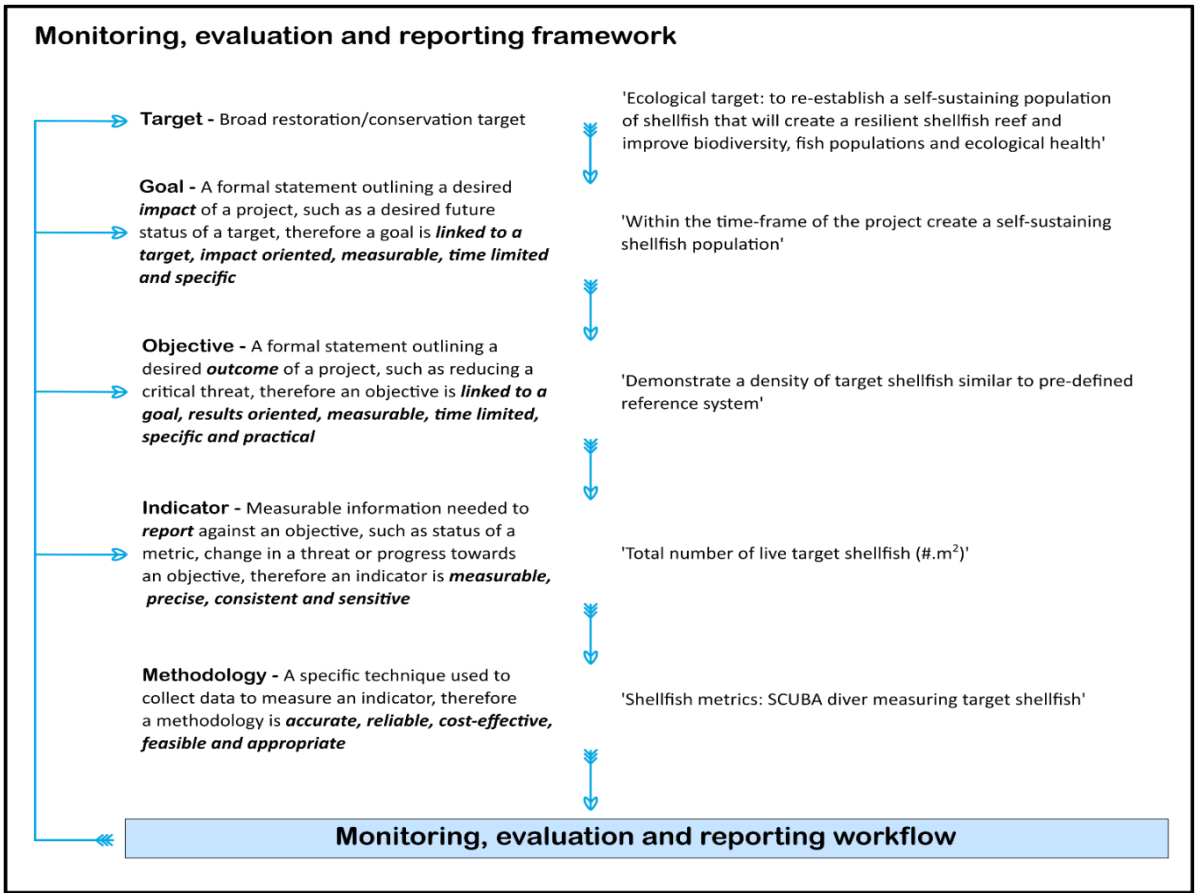 Monitoring, evaluation and reporting framework
Target - Broad restoration/conservation target
'Ecological target: to re-establish a self-sustaining population
of shellfish that will create a resilient shellfish reef and
improve biodiversity, fish populations and ecological health'
Goal - A formal statement outlining a desired
impact of a project, such as a desired future
status of a target, therefore a goal is linked to a
target, impact oriented, measurable, time limited
and specific
'Within the time-frame of the project create a self-sustaining
shellfish population'
Objective - A formal statement outlining a
desired outcome of a project, such as reducing a
critical threat, therefore an objective is linked to a
goal, results oriented, measurable, time limited,
specific and practical
'Demonstrate a density of target shellfish similar to pre-defined
reference system'
Indicator - Measurable information needed to
report against an objective, such as status of a
metric, change in a threat or progress towards
an objective, therefore an indicator is measurable,
precise, consistent and sensitive
'Total number of live target shellfish (#.m²)'
Methodology - A specific technique used to
collect data to measure an indicator, therefore
a methodology is accurate, reliable, cost-effective,
feasible and appropriate
'Shellfish metrics: SCUBA diver measuring target shellfish'
Monitoring, evaluation and reporting workflow